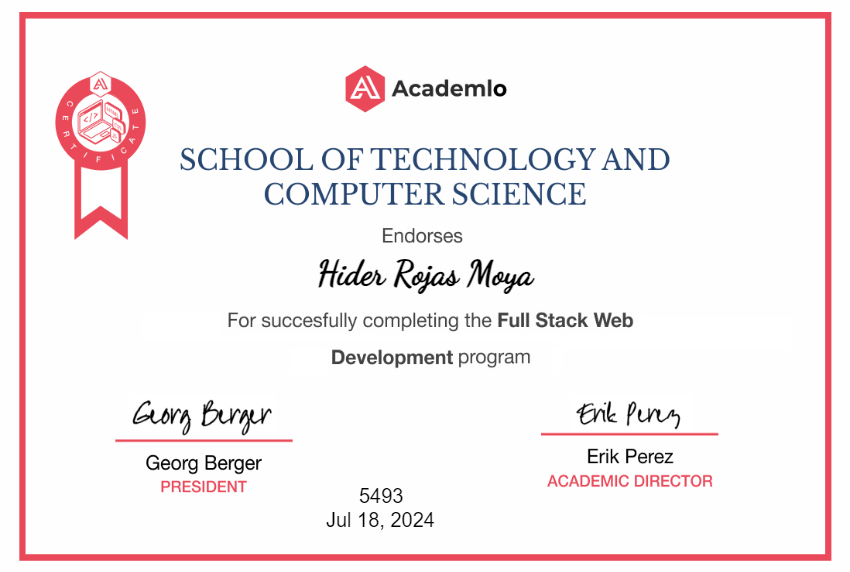 Academlo
CERTIFICATE
</>
SCHOOL OF TECHNOLOGY AND
COMPUTER SCIENCE
Endorses
Hider Rojas Moya
For succesfully completing the Full Stack Web
Development program
Georg Berger
Erik Perez
Georg Berger
PRESIDENT
Erik Perez
ACADEMIC DIRECTOR
5493
Jul 18, 2024